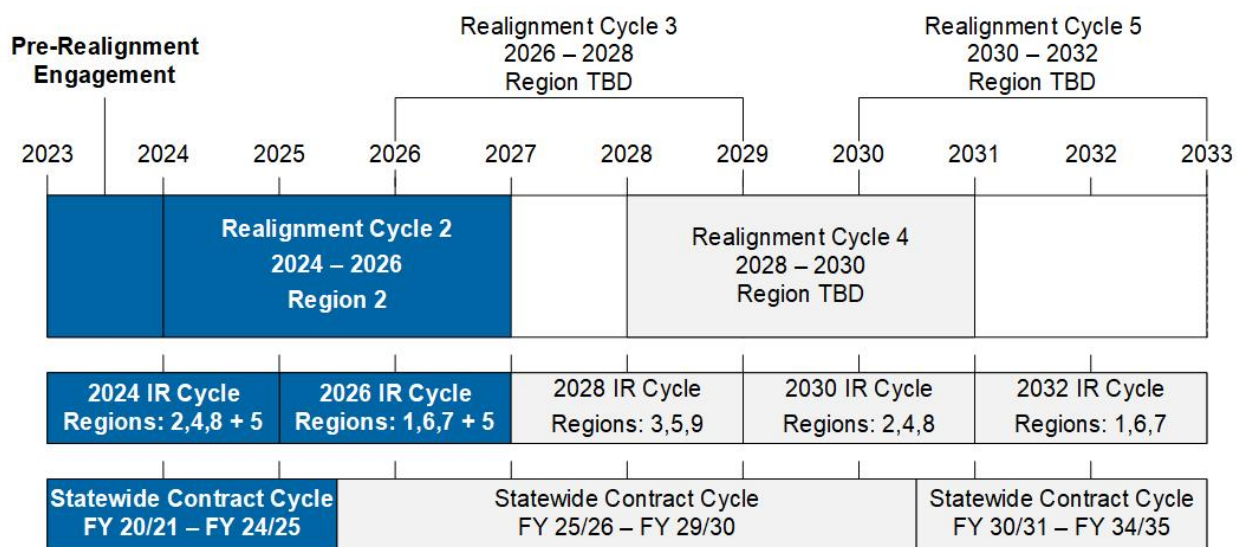 Pre-Realignment
Engagement
Realignment Cycle 3
2026 – 2028
Region TBD
Realignment Cycle 5
2030 – 2032
Region TBD
2023 2024 2025 2026 2027 2028 2029 2030 2031 2032 2033
Realignment Cycle 2
2024 – 2026
Region 2
Realignment Cycle 4
2028 – 2030
Region TBD
2024 IR Cycle
Regions: 2,4,8 + 5
2026 IR Cycle
Regions: 1,6,7 + 5
2028 IR Cycle
Regions: 3,5,9
2030 IR Cycle
Regions: 2,4,8
2032 IR Cycle
Regions: 1,6,7
Statewide Contract Cycle
FY 20/21 – FY 24/25
Statewide Contract Cycle
FY 25/26 – FY 29/30
Statewide Contract Cycle
FY 30/31 – FY 34/35